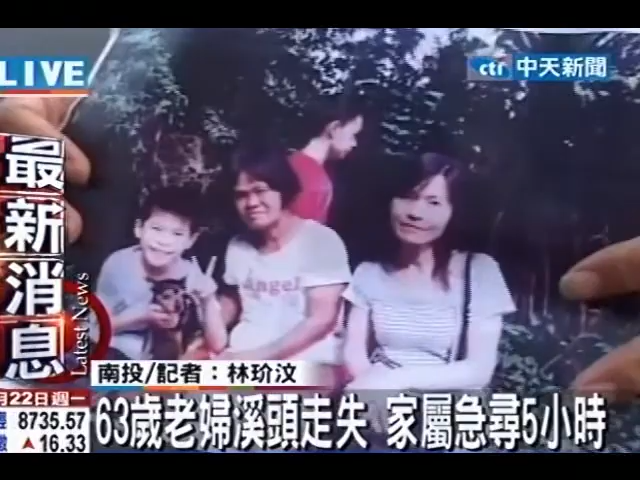 LIVE
cti 中天新聞
最新消息
Latest News
Angel
南投/記者：林玠汶
月22日週一
63歲老婦溪頭走失 家屬急尋5小時
8735.57
▲16.33